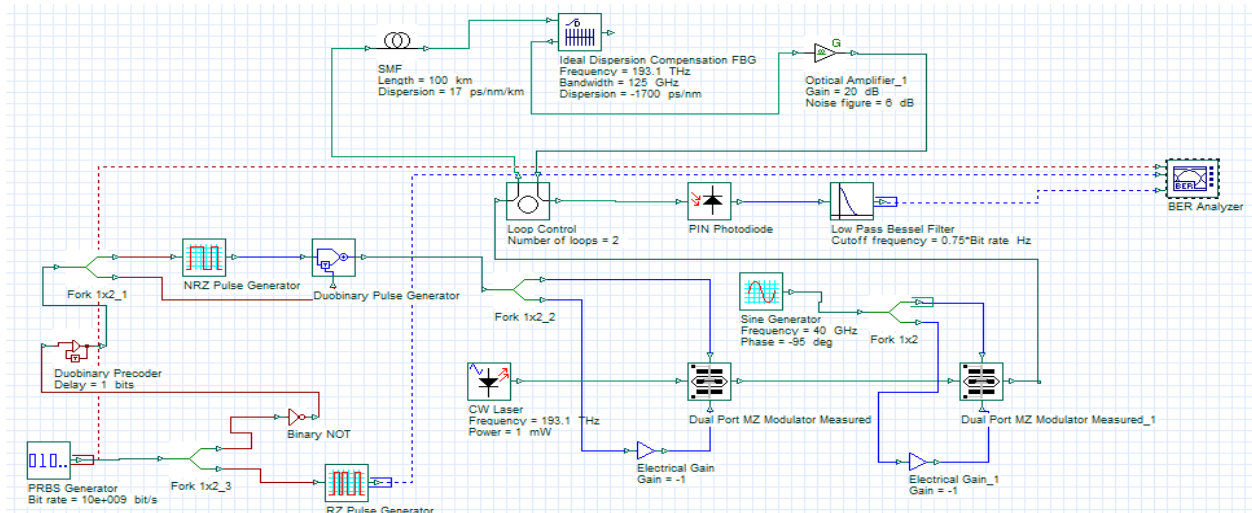 SMF
Length = 100 km
Dispersion = 17 ps/nm/km
Ideal Dispersion Compensation FBG
Frequency = 193.1 THz
Bandwidth = 125 GHz
Dispersion = -1700 ps/nm
G
Optical Amplifier_1
Gain = 20 dB
Noise figure = 6 dB
BER
BER Analyzer
Loop Control
Number of loops = 2
PIN Photodiode
Low Pass Bessel Filter
Cutoff frequency = 0.75*Bit rate Hz
Fork 1x2_1
NRZ Pulse Generator
Duobinary Pulse Generator
T
Fork 1x2_2
Sine Generator
Frequency = 40 GHz
Phase = -95 deg
Fork 1x2
Duobinary Precoder
Delay = 1 bits
T
CW Laser
Frequency = 193.1 THz
Power = 1 mW
Dual Port MZ Modulator Measured
Dual Port MZ Modulator Measured_1
Binary NOT
Electrical Gain
Gain = -1
Electrical Gain_1
Gain = -1
010..
PRBS Generator
Bit rate = 10e+009 bit/s
Fork 1x2_3
RZ Pulse Generator